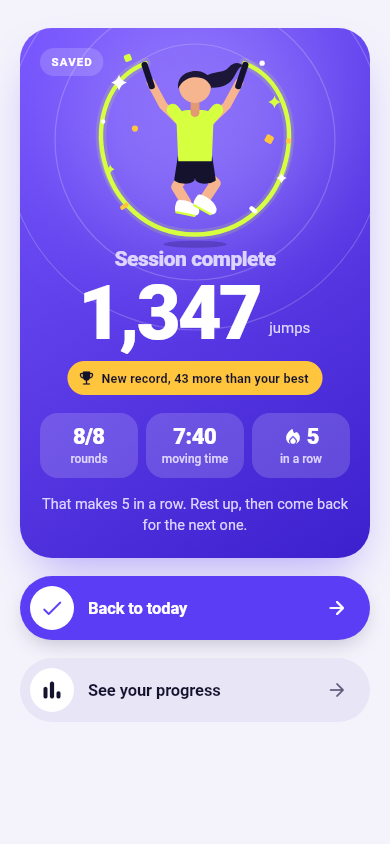 SAVED
Session complete
1,347 jumps
New record, 43 more than your best
8/8
rounds
7:40
moving time
5
in a row
That makes 5 in a row. Rest up, then come back
for the next one.
Back to today
See your progress